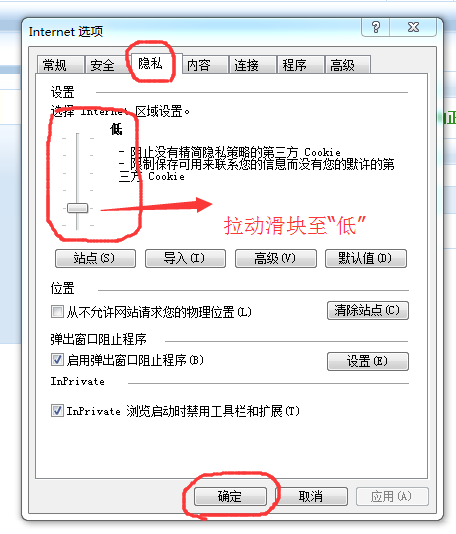 Internet 选项
常规 安全 隐私 内容 连接 程序 高级
设置
选择 Internet 区域设置。
低
- 阻止没有精简隐私策略的第三方 Cookie
- 限制保存可用来联系您的信息而没有您的默许的第
三方 Cookie
拉动滑块至“低”
站点(S) 导入(I) 高级(V) 默认值(D)
位置
从不允许网站请求您的物理位置(L) 清除站点(C)
弹出窗口阻止程序
启用弹出窗口阻止程序(B) 设置(E)
InPrivate
InPrivate 浏览启动时禁用工具栏和扩展(T)
确定 取消 应用(A)